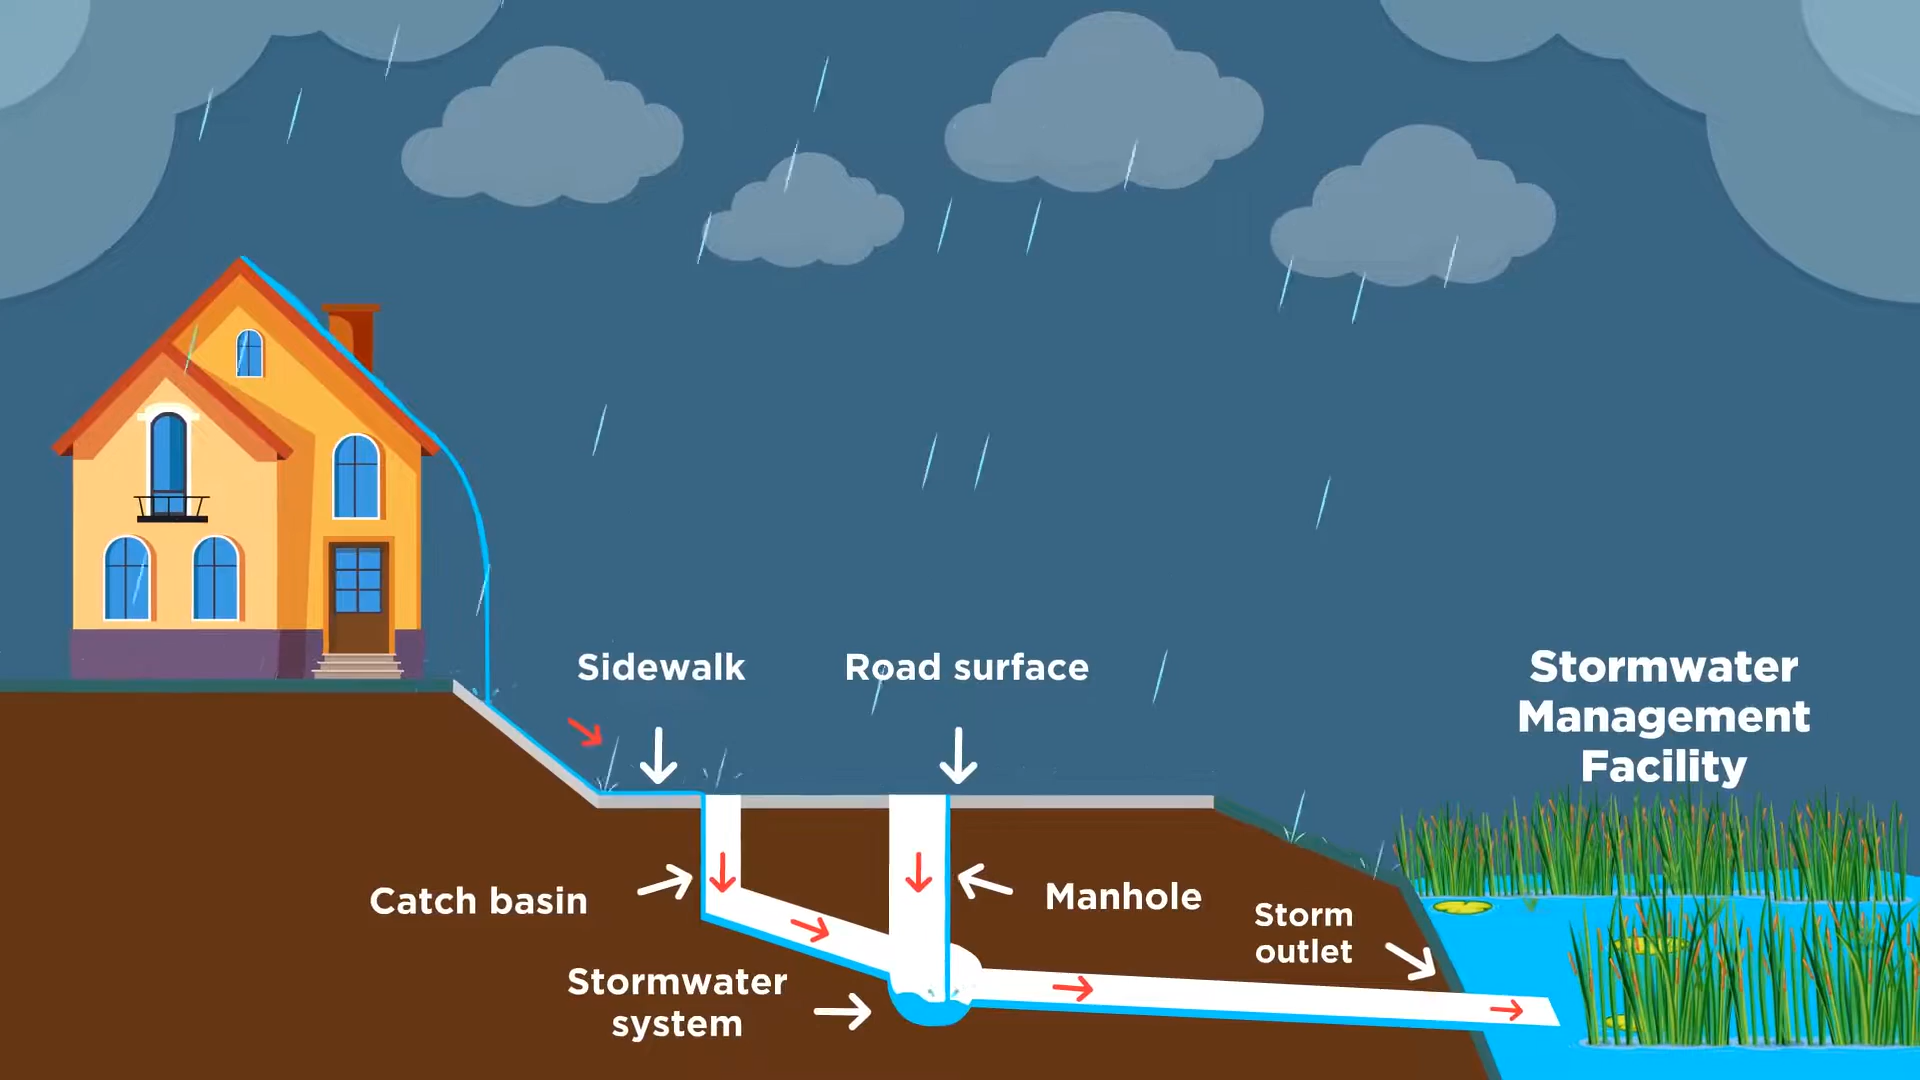 Sidewalk
Road surface
Stormwater
Management
Facility
Catch basin
Manhole
Storm
outlet
Stormwater
system